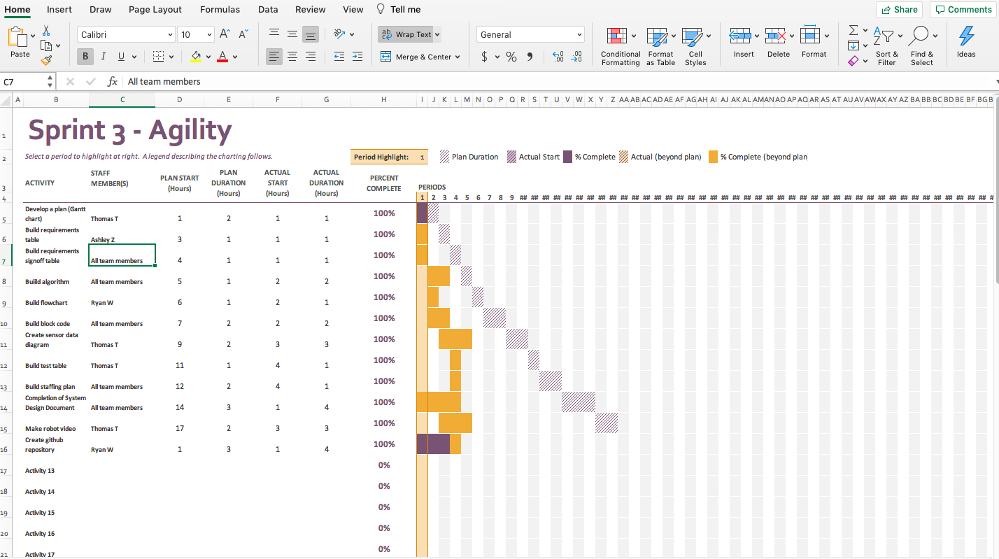 Home Insert Draw Page Layout Formulas Data Review View Tell me Share Comments
Paste Calibri 10 A A Wrap Text General
B I U A Merge & Center $ % Conditional Formatting Format as Table Cell Styles Insert Delete Format Sort & Filter Find & Select Ideas
C7 fx All team members
A B C D E F G H I J K L M N O P Q R S T U V W X Y Z AA AB AC AD AE AF AG AH AI AJ AK AL AM AN AO AP AQ AR AS AT AU AV AW AX AY AZ BA BB BC BD BE BF BG B
1 Sprint 3 - Agility
2 Select a period to highlight at right. A legend describing the charting follows. Period Highlight: 1 Plan Duration Actual Start % Complete Actual (beyond plan) % Complete (beyond plan
3 ACTIVITY STAFF MEMBER(S) PLAN START (Hours) PLAN DURATION (Hours) ACTUAL START (Hours) ACTUAL DURATION (Hours) PERCENT COMPLETE PERIODS
4 1 2 3 4 5 6 7 8 9 ## ## ## ## ## ## ## ## ## ## ## ## ## ## ## ## ## ## ## ## ## ## ## ## ## ## ## ## ## ## ## ## ## ## ## ## ## ## ## ## ## ## #
5 Develop a plan (Gantt chart) Thomas T 1 2 1 1 100%
6 Build requirements table Ashley Z 3 1 1 1 100%
7 Build requirements signoff table All team members 4 1 1 1 100%
8 Buiild algorithm All team members 5 1 2 2 100%
9 Build flowchart Ryan W 6 1 2 1 100%
10 Build block code All team members 7 2 2 2 100%
11 Create sensor data diagram Thomas T 9 2 3 3 100%
12 Build test table Thomas T 11 1 4 1 100%
13 Build staffing plan All team members 12 2 4 1 100%
14 Completion of System Design Document All team members 14 3 1 4 100%
15 Make robot video Thomas T 17 2 3 3 100%
16 Create github repository Ryan W 1 3 1 4 100%
17 Activity 13 0%
18 Activity 14 0%
19 Activity 15 0%
20 Activity 16 0%
21 Activity 17 0%